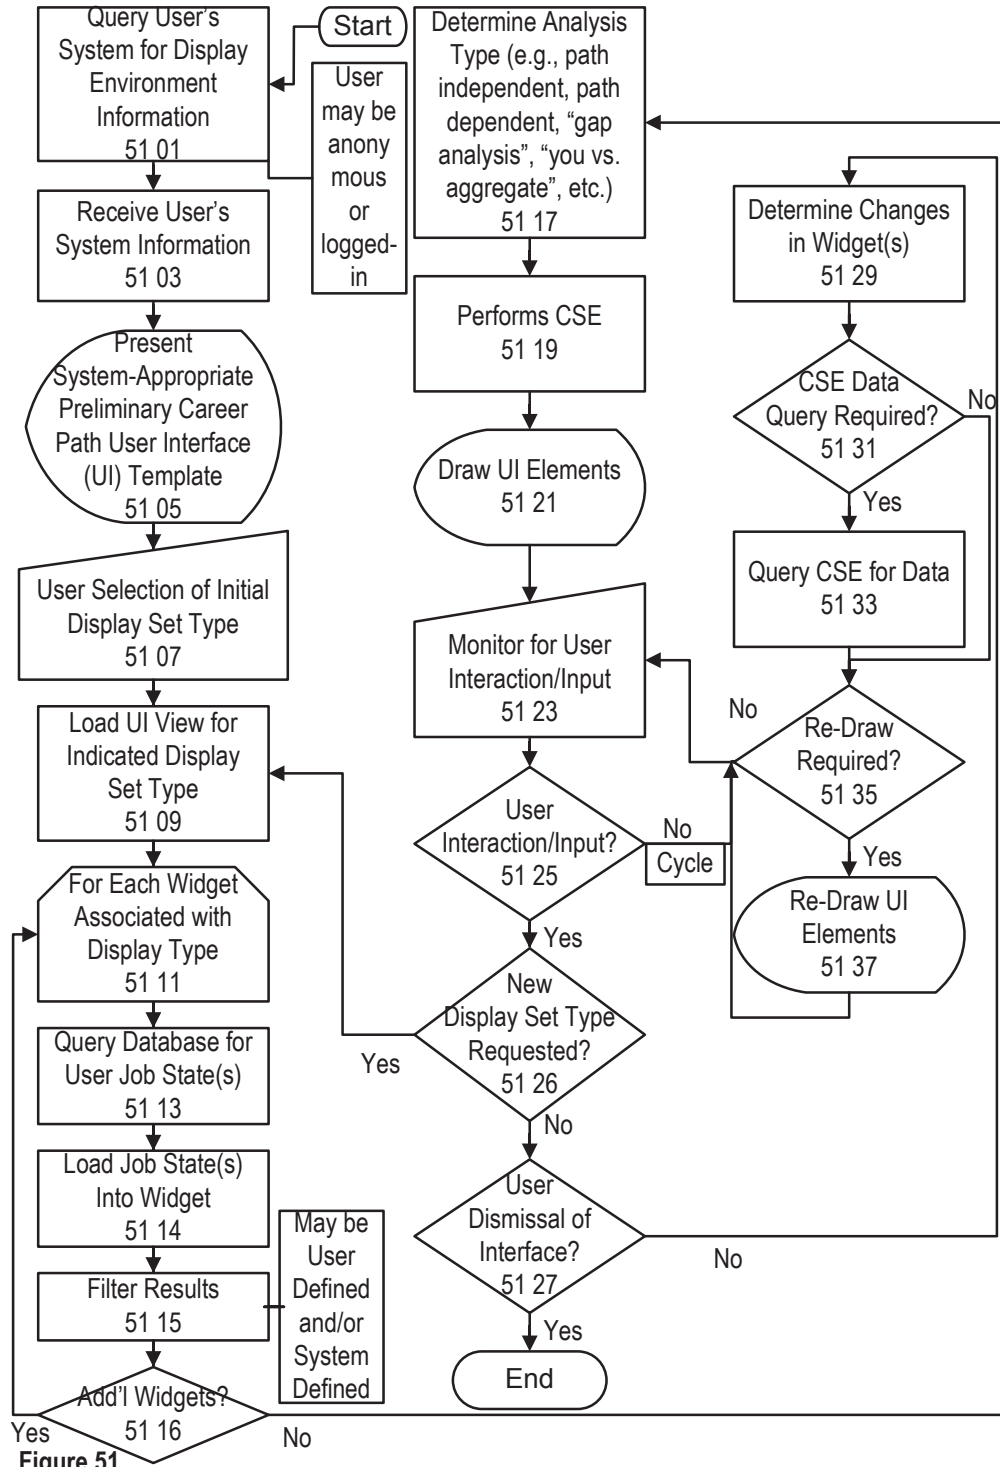 Query User's
System for Display
Environment
Information
51 01
Start
User
may be
anony
mous
or
logged-
in
Receive User's
System Information
51 03
Present
System-Appropriate
Preliminary Career
Path User Interface
(UI) Template
51 05
User Selection of Initial
Display Set Type
51 07
Load UI View for
Indicated Display
Set Type
51 09
For Each Widget
Associated with
Display Type
51 11
Query Database for
User Job State(s)
51 13
Load Job State(s)
Into Widget
51 14
Filter Results
51 15
May be
User
Defined
and/or
System
Defined
Add'l Widgets?
51 16
Yes
No
Determine Analysis
Type (e.g., path
independent, path
dependent, “gap
analysis”, “you vs.
aggregate”, etc.)
51 17
Performs CSE
51 19
Draw UI Elements
51 21
Monitor for User
Interaction/Input
51 23
User
Interaction/Input?
51 25
No
Cycle
Yes
New
Display Set Type
Requested?
51 26
Yes
No
User
Dismissal of
Interface?
51 27
No
Yes
End
Determine Changes
in Widget(s)
51 29
CSE Data
Query Required?
51 31
No
Yes
Query CSE for Data
51 33
Re-Draw
Required?
51 35
No
Yes
Re-Draw UI
Elements
51 37
Figure 51